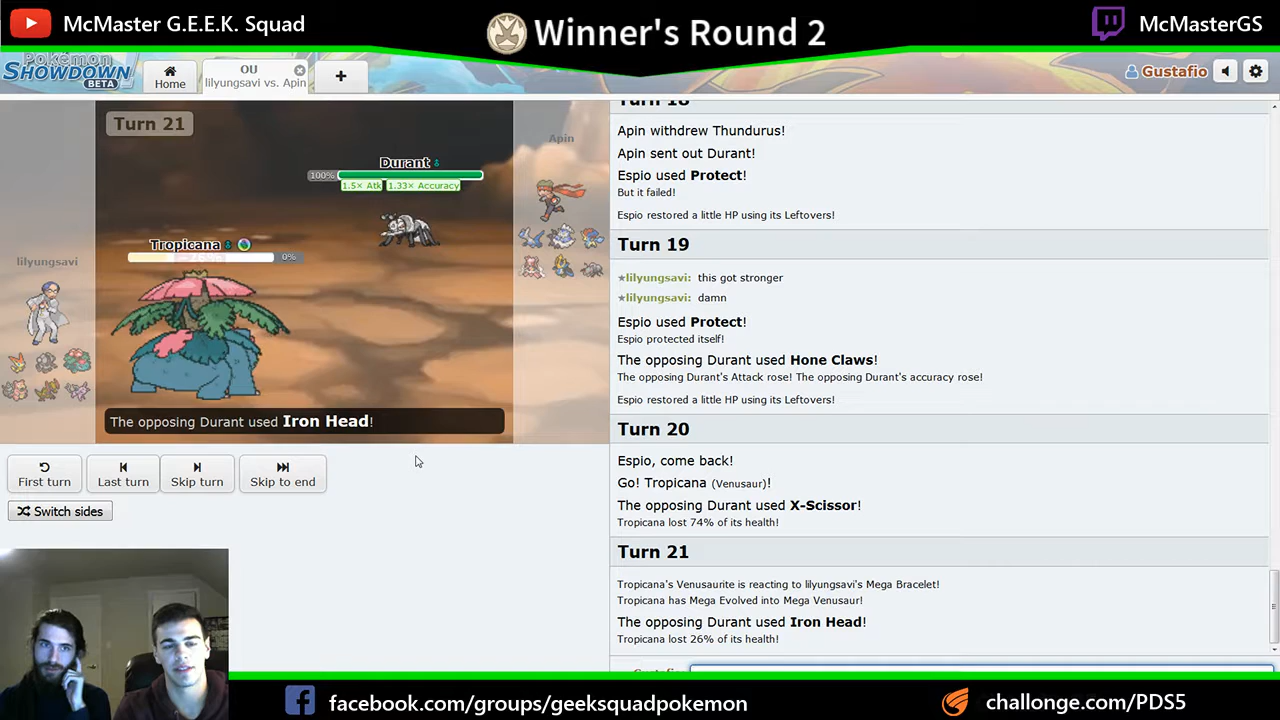 McMaster G.E.E.K. Squad
Winner's Round 2
McMasterGS
Pokémon
SHOWDOWN
BETA
Home
OU
lilyungsavi vs. Apin
+
Gustafio
Turn 21
Durant
100%
1.5× Atk 1.33× Accuracy
Tropicana
0%
lilyungsavi
Apin
The opposing Durant used Iron Head!
First turn
Last turn
Skip turn
Skip to end
Switch sides
Turn 18
Apin withdrew Thundurus!
Apin sent out Durant!
Espio used Protect!
But it failed!
Espio restored a little HP using its Leftovers!
Turn 19
★lilyungsavi: this got stronger
★lilyungsavi: damn
Espio used Protect!
Espio protected itself!
The opposing Durant used Hone Claws!
The opposing Durant's Attack rose! The opposing Durant's accuracy rose!
Espio restored a little HP using its Leftovers!
Turn 20
Espio, come back!
Go! Tropicana (Venusaur)!
The opposing Durant used X-Scissor!
Tropicana lost 74% of its health!
Turn 21
Tropicana's Venusaurite is reacting to lilyungsavi's Mega Bracelet!
Tropicana has Mega Evolved into Mega Venusaur!
The opposing Durant used Iron Head!
Tropicana lost 26% of its health!
facebook.com/groups/geeksquadpokemon
challonge.com/PDS5